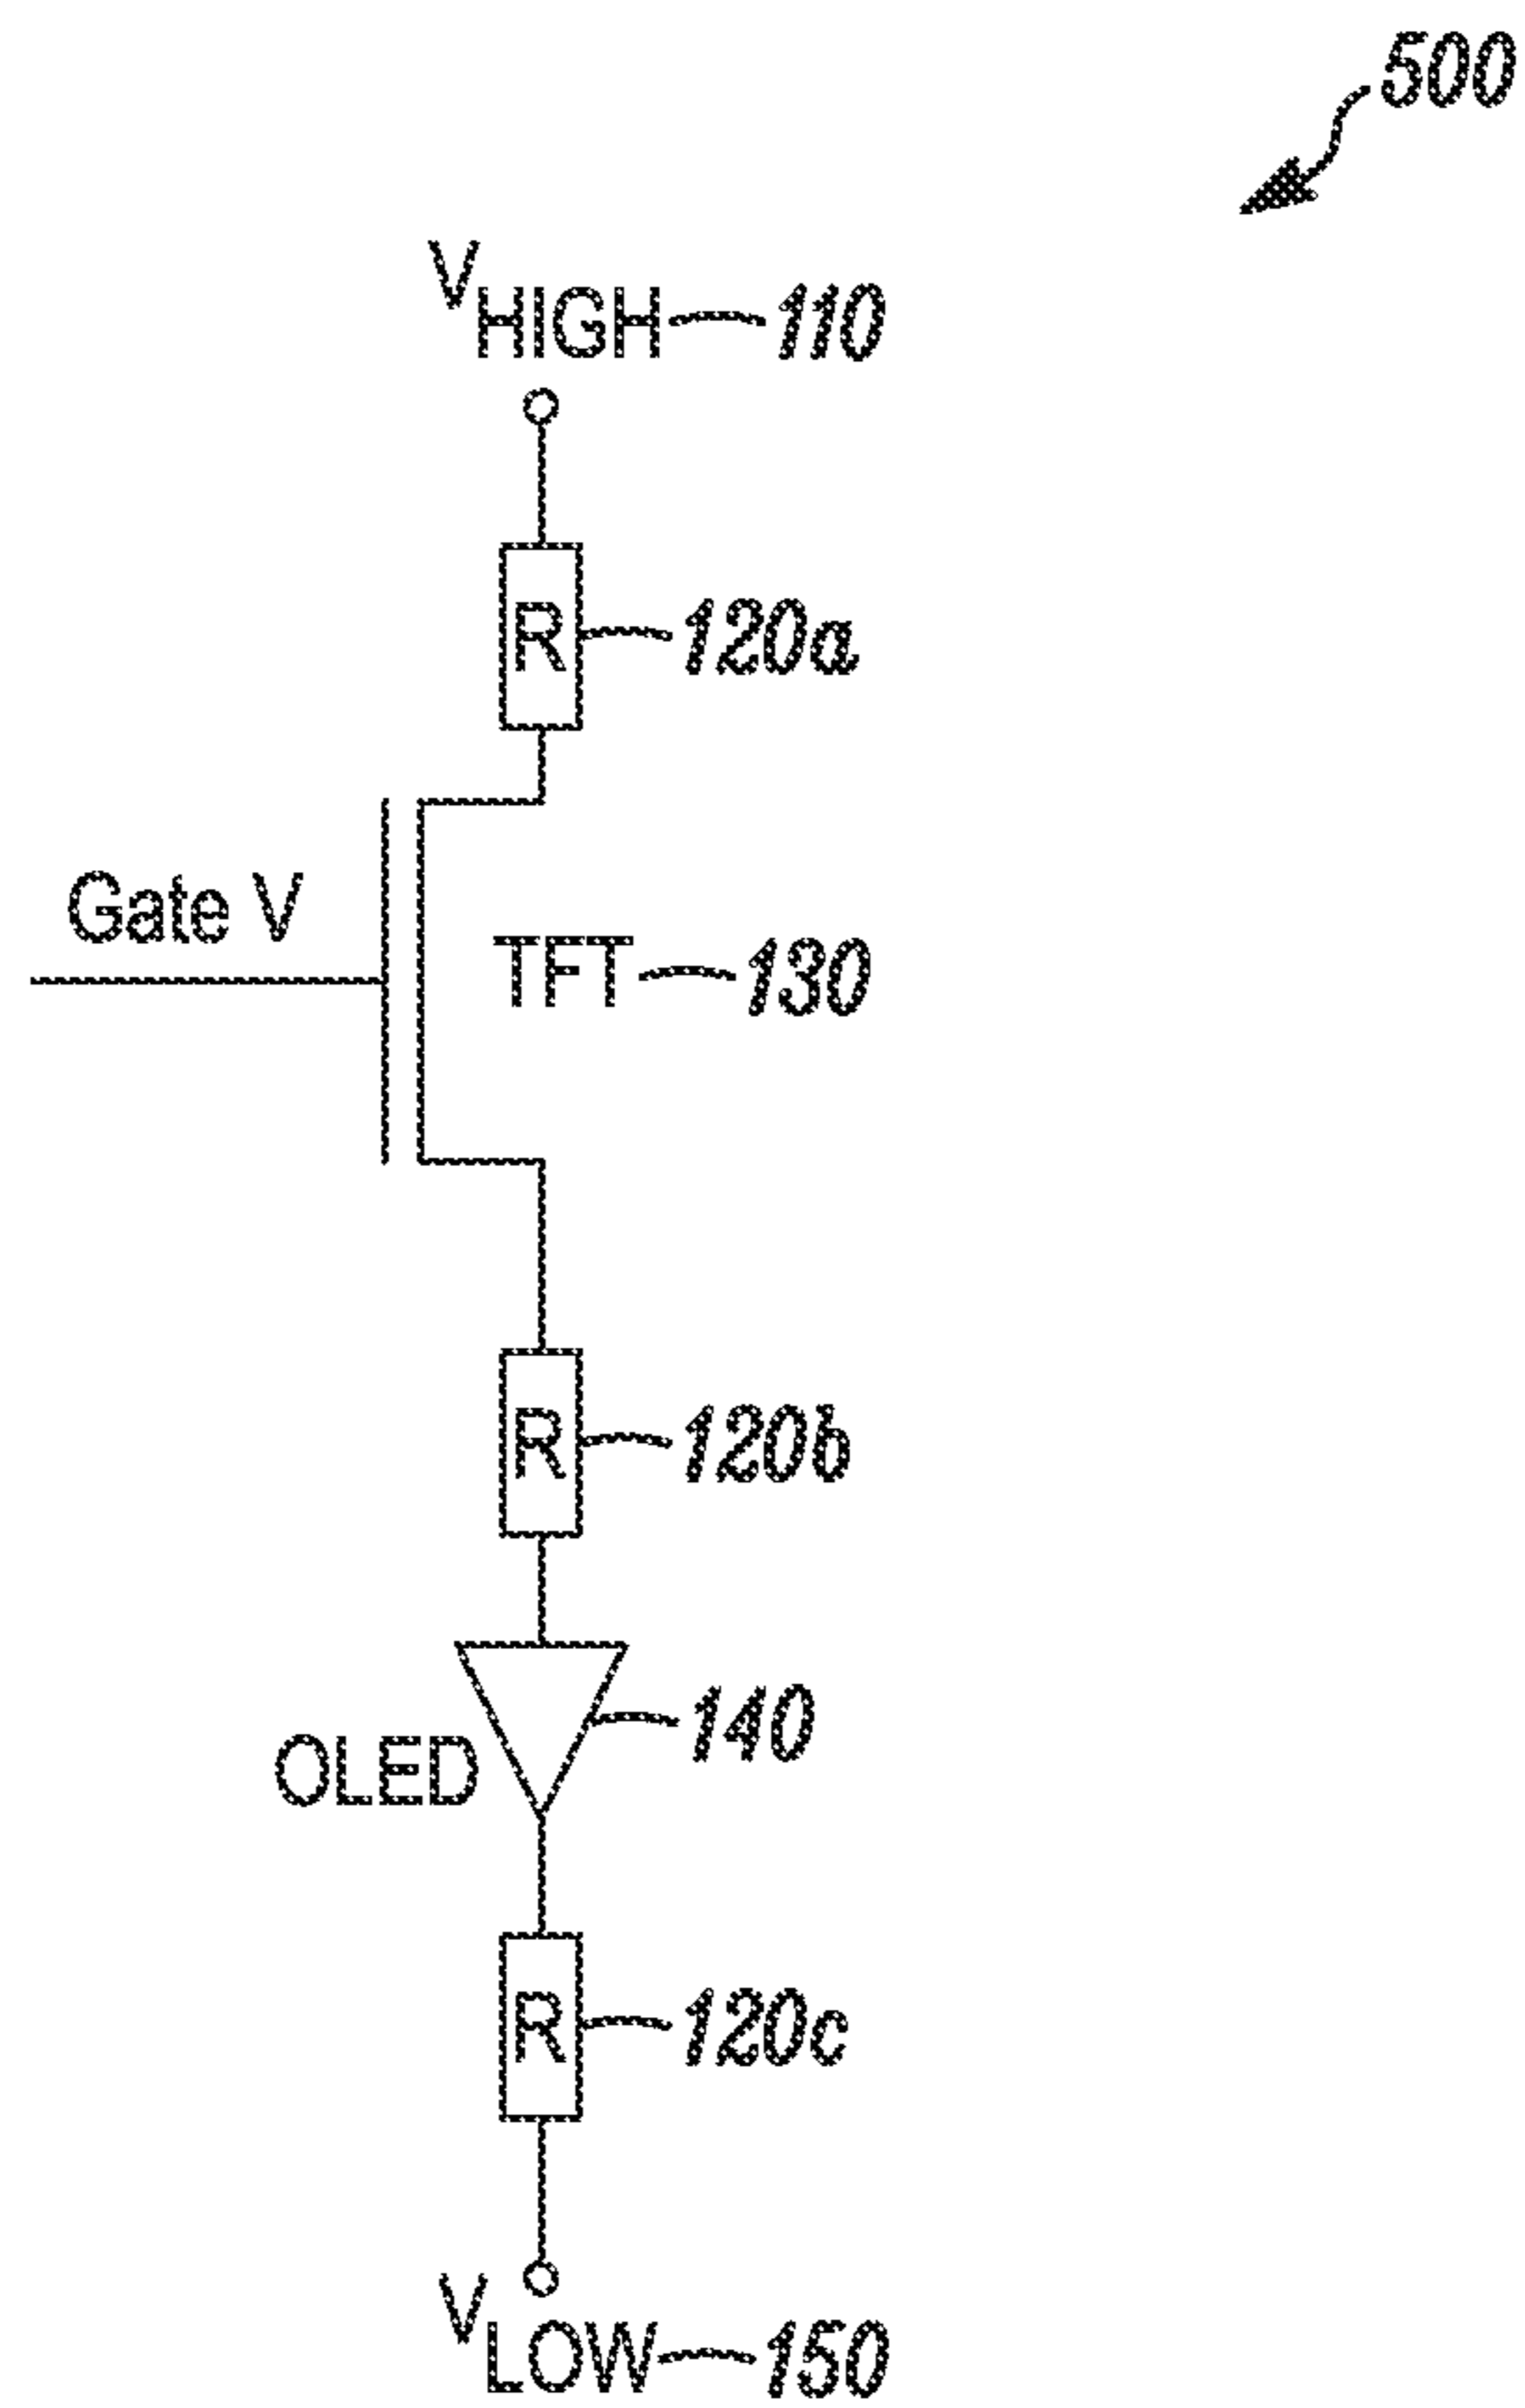 500
VHIGH 110
R 120a
Gate V
TFT 130
R 120b
140
OLED
R 120c
VLOW 150